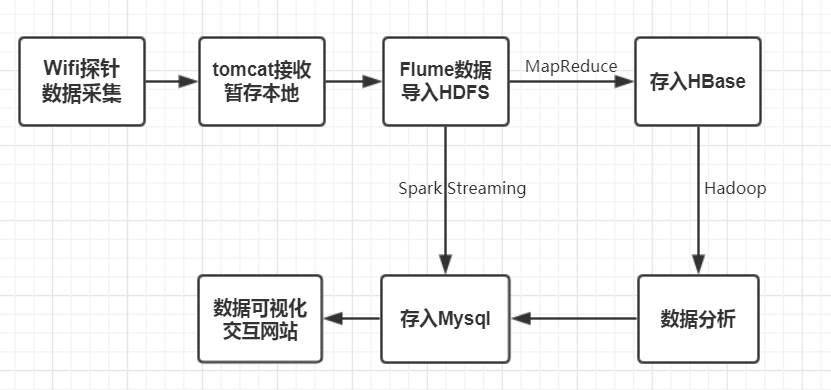 Wifi探针
数据采集
tomcat接收
暂存本地
Flume数据
导入HDFS
MapReduce
存入HBase
Spark Streaming
Hadoop
数据可视化
交互网站
存入Mysql
数据分析